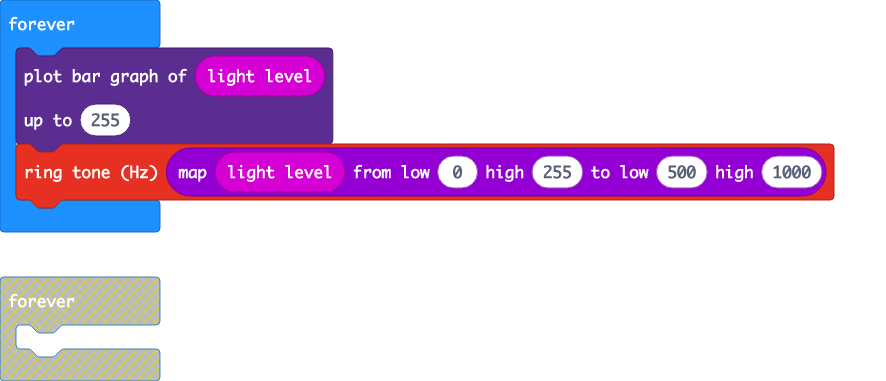 forever
plot bar graph of light level
up to 255
ring tone (Hz) map light level from low 0 high 255 to low 500 high 1000
forever